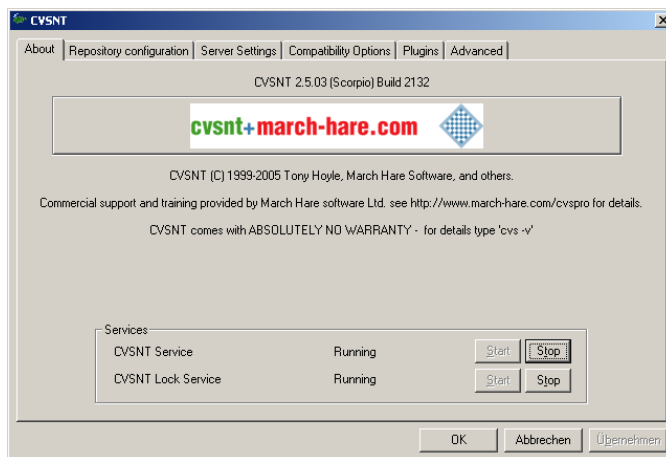 CVSNT
About Repository configuration Server Settings Compatibility Options Plugins Advanced
CVSNT 2.5.03 (Scorpio) Build 2132
cvsnt+march-hare.com
CVSNT (C) 1999-2005 Tony Hoyle, March Hare Software, and others.
Commercial support and training provided by March Hare software Ltd. see http://www.march-hare.com/cvspro for details.
CVSNT comes with ABSOLUTELY NO WARRANTY - for details type 'cvs -v'
Services
CVSNT Service Running Start Stop
CVSNT Lock Service Running Start Stop
OK Abbrechen Übernehmen